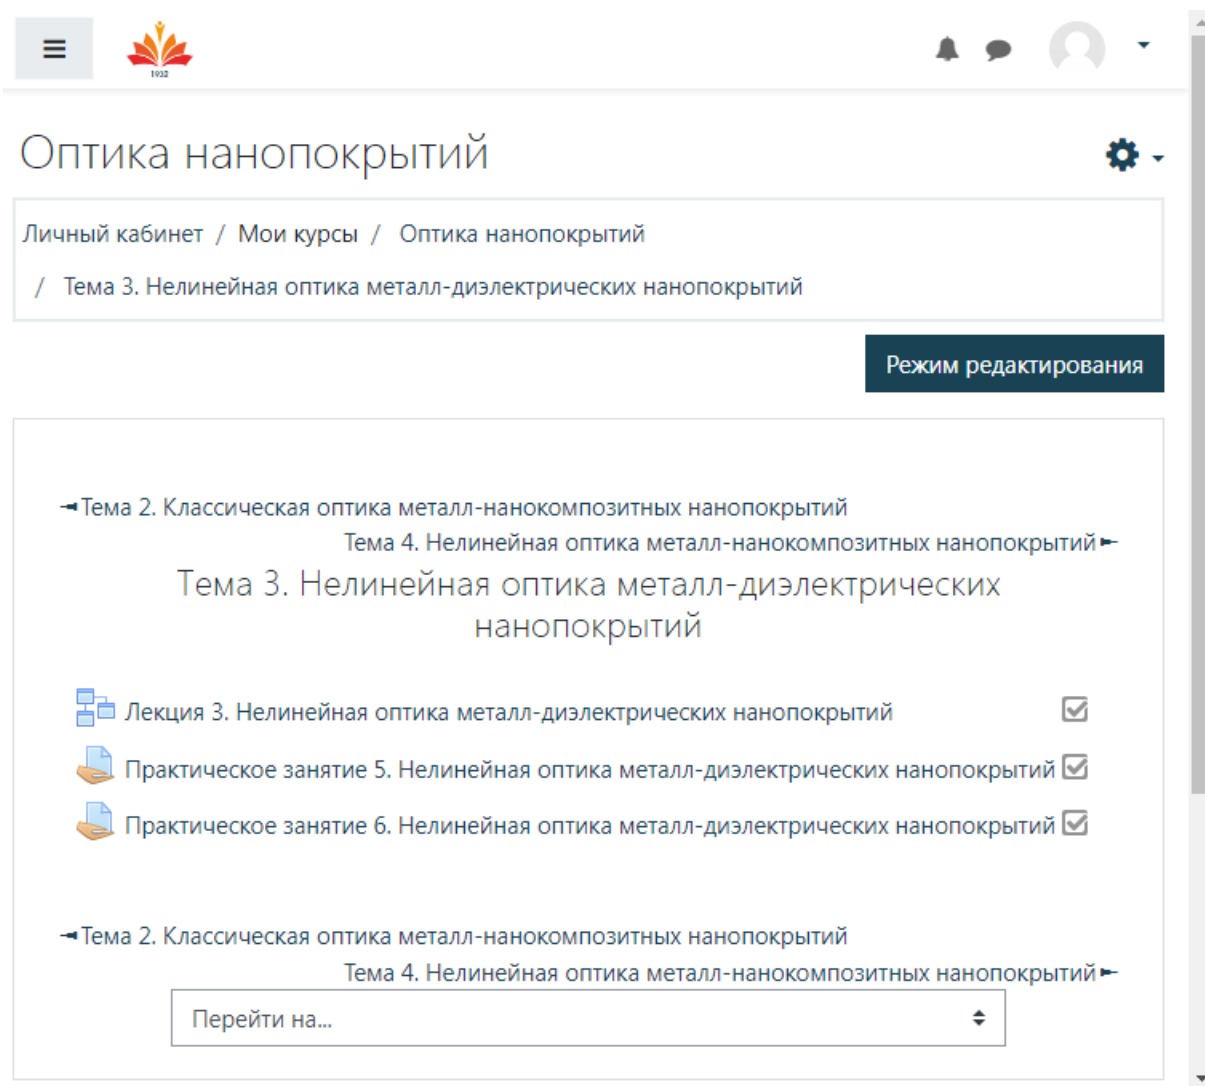 1932
Оптика нанопокрытий
Личный кабинет / Мои курсы / Оптика нанопокрытий
/ Тема 3. Нелинейная оптика металл-диэлектрических нанопокрытий
Режим редактирования
Тема 2. Классическая оптика металл-нанокомпозитных нанопокрытий
Тема 4. Нелинейная оптика металл-нанокомпозитных нанопокрытий
Тема 3. Нелинейная оптика металл-диэлектрических
нанопокрытий
Лекция 3. Нелинейная оптика металл-диэлектрических нанопокрытий
Практическое занятие 5. Нелинейная оптика металл-диэлектрических нанопокрытий
Практическое занятие 6. Нелинейная оптика металл-диэлектрических нанопокрытий
Тема 2. Классическая оптика металл-нанокомпозитных нанопокрытий
Тема 4. Нелинейная оптика металл-нанокомпозитных нанопокрытий
Перейти на...